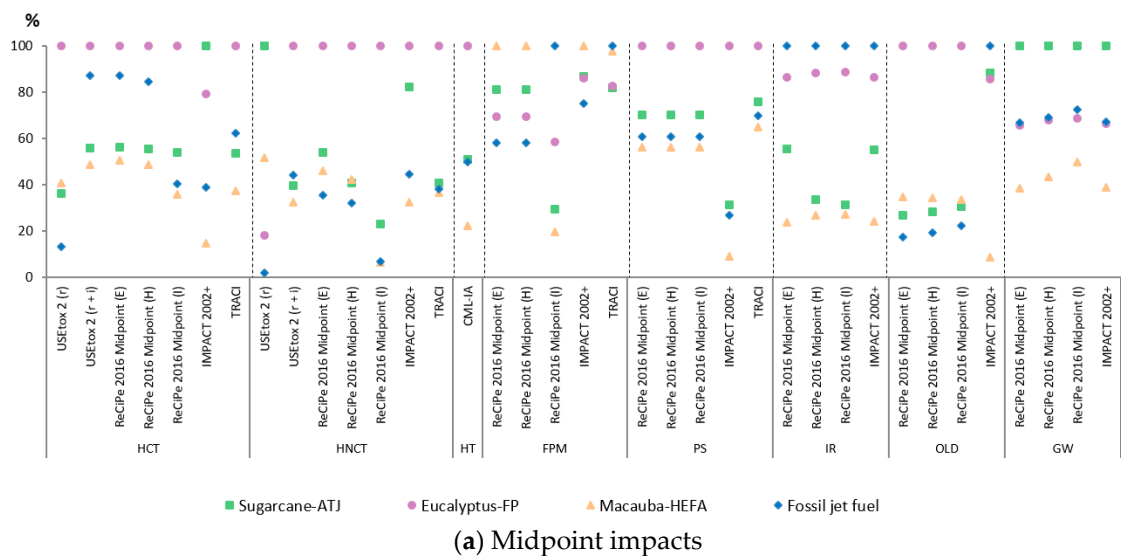 %
100
80
60
40
20
0
USEtox 2 (r)
USEtox 2 (r + i)
ReCiPe 2016 Midpoint (E)
ReCiPe 2016 Midpoint (H)
ReCiPe 2016 Midpoint (I)
IMPACT 2002+
TRACI
USEtox 2 (r)
USEtox 2 (r + i)
ReCiPe 2016 Midpoint (E)
ReCiPe 2016 Midpoint (H)
ReCiPe 2016 Midpoint (I)
IMPACT 2002+
TRACI
CML-IA
ReCiPe 2016 Midpoint (E)
ReCiPe 2016 Midpoint (H)
ReCiPe 2016 Midpoint (I)
IMPACT 2002+
TRACI
ReCiPe 2016 Midpoint (E)
ReCiPe 2016 Midpoint (H)
ReCiPe 2016 Midpoint (I)
IMPACT 2002+
TRACI
ReCiPe 2016 Midpoint (E)
ReCiPe 2016 Midpoint (H)
ReCiPe 2016 Midpoint (I)
IMPACT 2002+
ReCiPe 2016 Midpoint (E)
ReCiPe 2016 Midpoint (H)
ReCiPe 2016 Midpoint (I)
IMPACT 2002+
ReCiPe 2016 Midpoint (E)
ReCiPe 2016 Midpoint (H)
ReCiPe 2016 Midpoint (I)
IMPACT 2002+
HCT HNCT HT FPM PS IR OLD GW
Sugarcane-ATJ Eucalyptus-FP Macauba-HEFA Fossil jet fuel
(a) Midpoint impacts